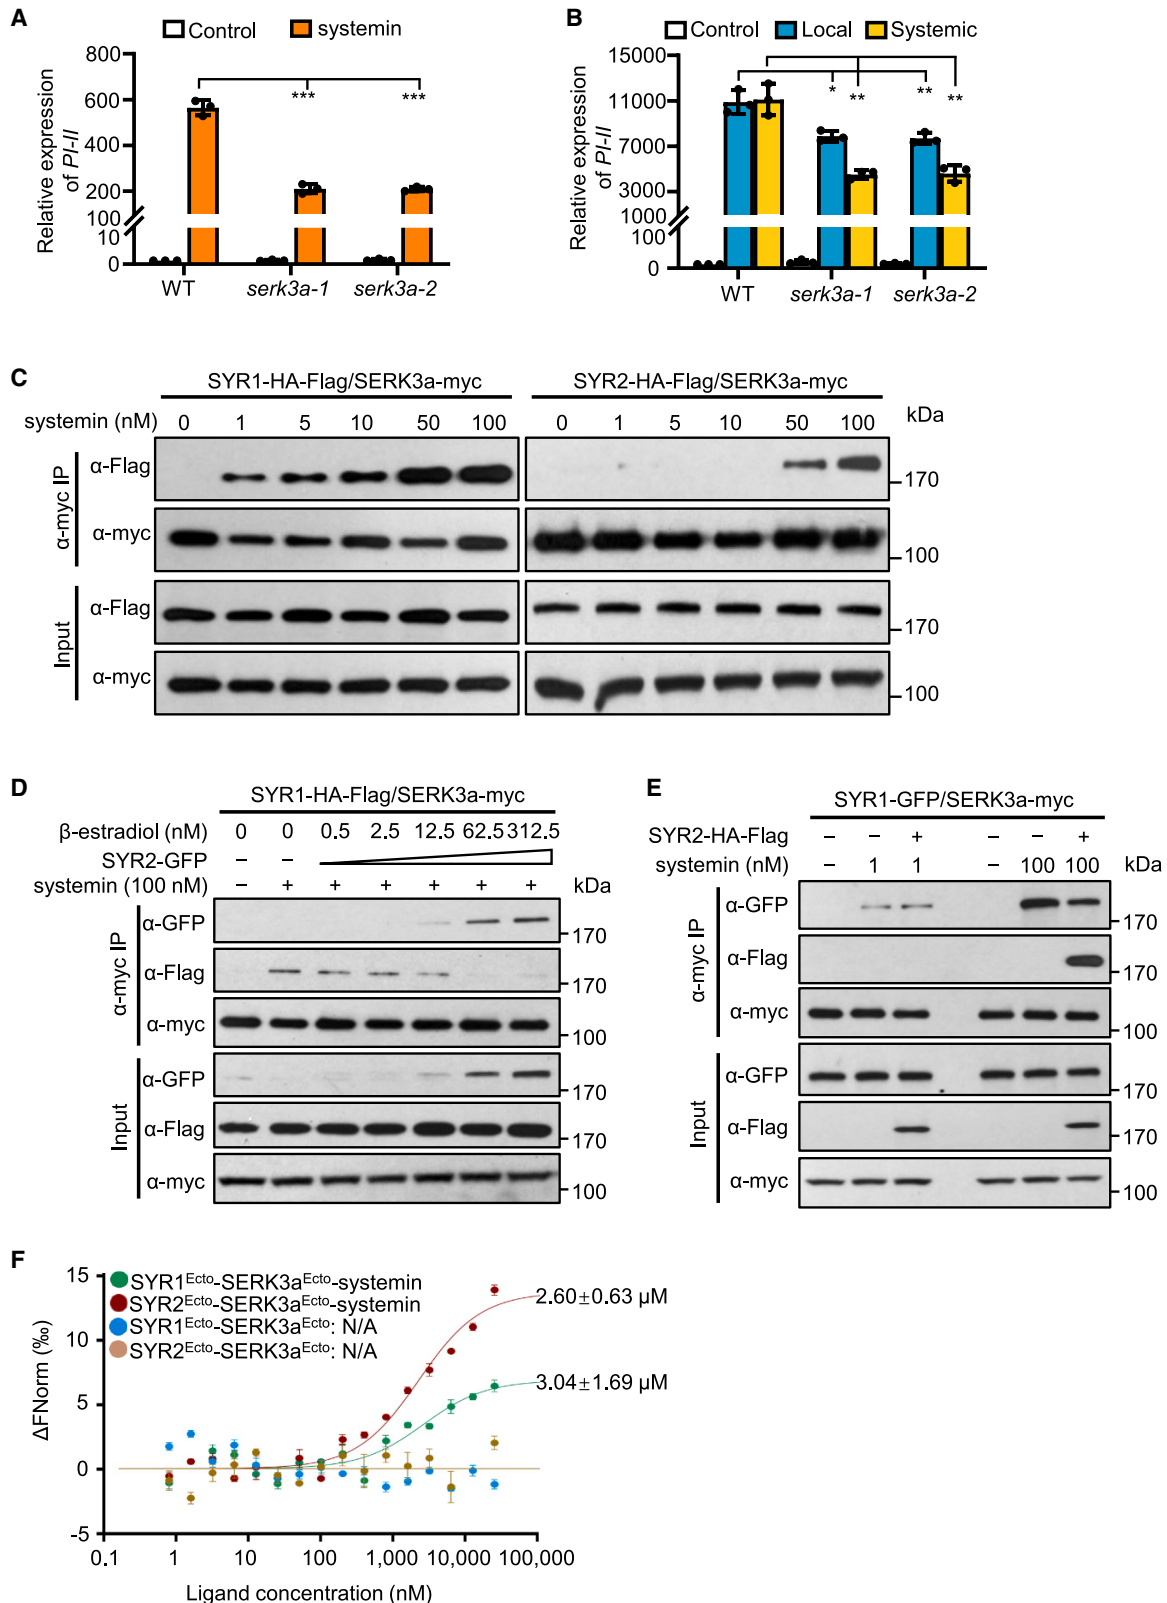 A
Control systemin
Relative expression
of PI-II
800
600
400
200
100
10
0
WT serk3a-1 serk3a-2
*** ***
B
Control Local Systemic
Relative expression
of PI-II
15000
11000
7000
3000
1000
100
0
WT serk3a-1 serk3a-2
* ** ** **
C
SYR1-HA-Flag/SERK3a-myc SYR2-HA-Flag/SERK3a-myc
systemin (nM) 0 1 5 10 50 100 0 1 5 10 50 100 kDa
α-myc IP
α-Flag 170
α-myc 100
Input
α-Flag 170
α-myc 100
D
SYR1-HA-Flag/SERK3a-myc
β-estradiol (nM) 0 0 0.5 2.5 12.5 62.5 312.5
SYR2-GFP – –
systemin (100 nM) – + + + + + + kDa
α-myc IP
α-GFP 170
α-Flag 170
α-myc 100
Input
α-GFP 170
α-Flag 170
α-myc 100
E
SYR1-GFP/SERK3a-myc
SYR2-HA-Flag – – + – – +
systemin (nM) – 1 1 – 100 100 kDa
α-myc IP
α-GFP 170
α-Flag 170
α-myc 100
Input
α-GFP 170
α-Flag 170
α-myc 100
F
SYR1Ecto-SERK3aEcto-systemin
SYR2Ecto-SERK3aEcto-systemin
SYR1Ecto-SERK3aEcto: N/A
SYR2Ecto-SERK3aEcto: N/A
2.60±0.63 μM
3.04±1.69 μM
ΔFNorm (‰)
15
10
5
0
-5
0.1 1 10 100 1,000 10,000 100,000
Ligand concentration (nM)